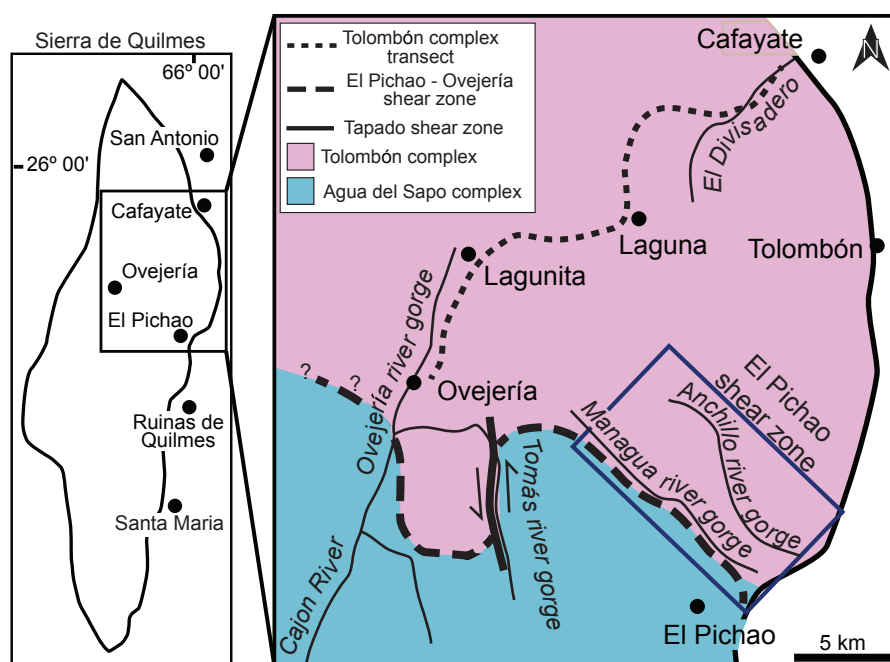 Sierra de Quilmes
66º 00'
San Antonio
26º 00'
Cafayate
Ovejería
El Pichao
Ruinas de
Quilmes
Santa Maria
Tolombón complex
transect
El Pichao - Ovejería
shear zone
Tapado shear zone
Tolombón complex
Agua del Sapo complex
Cafayate
N
El Divisadero
Laguna
Tolombón
Lagunita
Ovejería river gorge
Ovejería
? ?
El Pichao
shear zone
Anchillo river gorge
Managua river gorge
Tomás river gorge
Cajon River
El Pichao
5 km